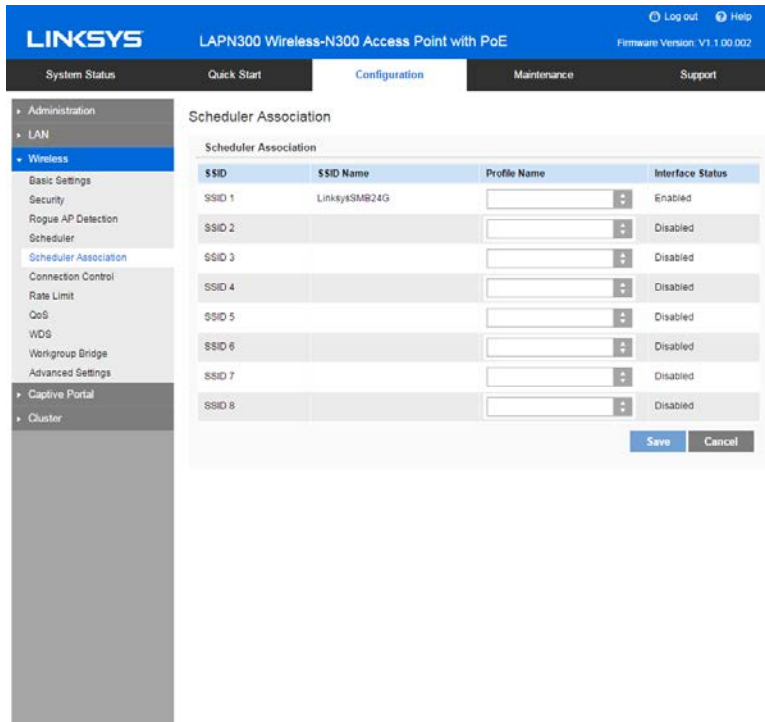 Log out Help
LINKSYS LAPN300 Wireless-N300 Access Point with PoE Firmware Version: V1.1.00.002
System Status Quick Start Configuration Maintenance Support
Administration
LAN
Wireless
Basic Settings
Security
Rogue AP Detection
Scheduler
Scheduler Association
Connection Control
Rate Limit
QoS
WDS
Workgroup Bridge
Advanced Settings
Captive Portal
Cluster
Scheduler Association
Scheduler Association
SSID SSID Name Profile Name Interface Status
SSID 1 LinksysSMB24G Enabled
SSID 2 Disabled
SSID 3 Disabled
SSID 4 Disabled
SSID 5 Disabled
SSID 6 Disabled
SSID 7 Disabled
SSID 8 Disabled
Save Cancel